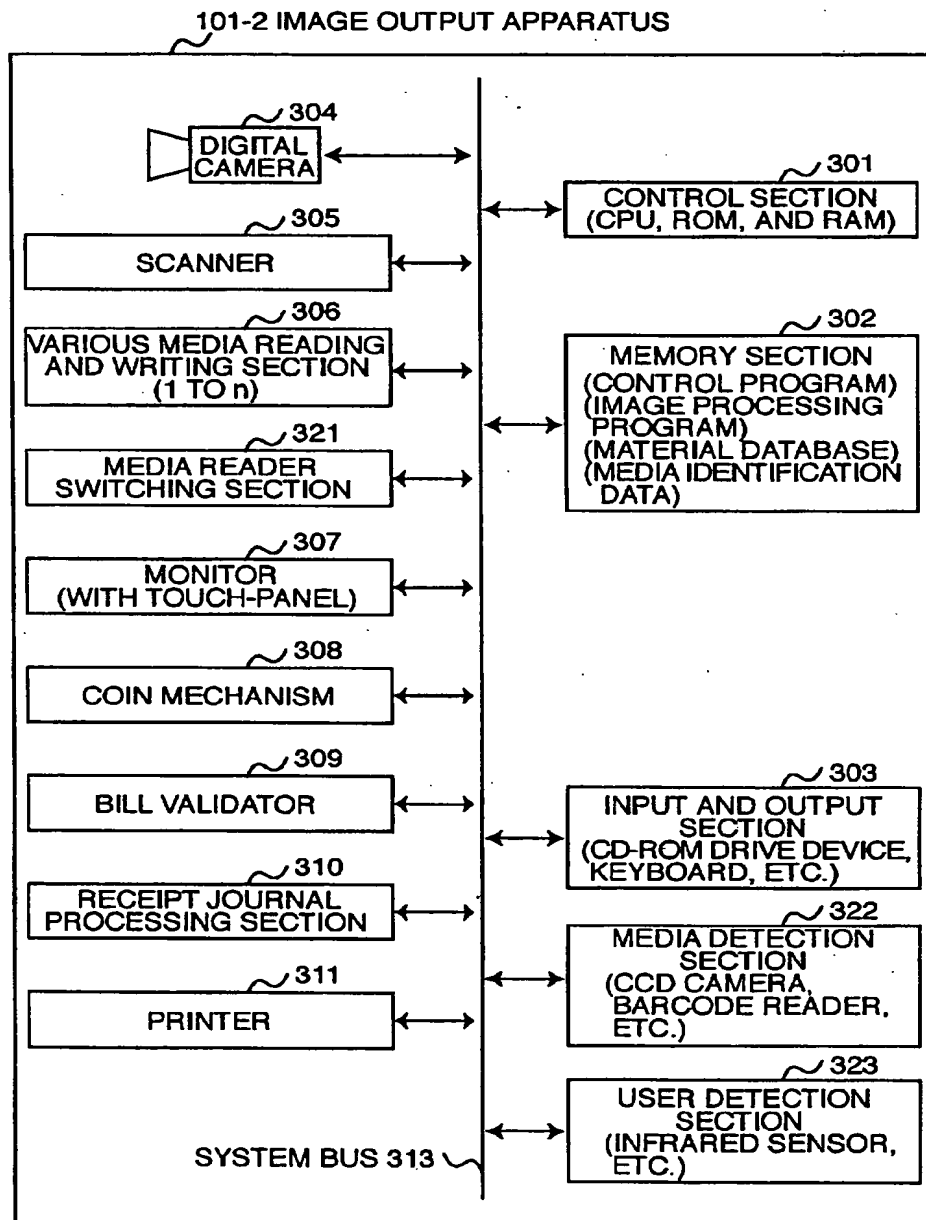 101-2 IMAGE OUTPUT APPARATUS
304
DIGITAL
CAMERA
305
SCANNER
306
VARIOUS MEDIA READING
AND WRITING SECTION
(1 TO n)
321
MEDIA READER
SWITCHING SECTION
307
MONITOR
(WITH TOUCH-PANEL)
308
COIN MECHANISM
309
BILL VALIDATOR
310
RECEIPT JOURNAL
PROCESSING SECTION
311
PRINTER
SYSTEM BUS 313
301
CONTROL SECTION
(CPU, ROM, AND RAM)
302
MEMORY SECTION
(CONTROL PROGRAM)
(IMAGE PROCESSING
PROGRAM)
(MATERIAL DATABASE)
(MEDIA IDENTIFICATION
DATA)
303
INPUT AND OUTPUT
SECTION
(CD-ROM DRIVE DEVICE,
KEYBOARD, ETC.)
322
MEDIA DETECTION
SECTION
(CCD CAMERA,
BARCODE READER,
ETC.)
323
USER DETECTION
SECTION
(INFRARED SENSOR,
ETC.)